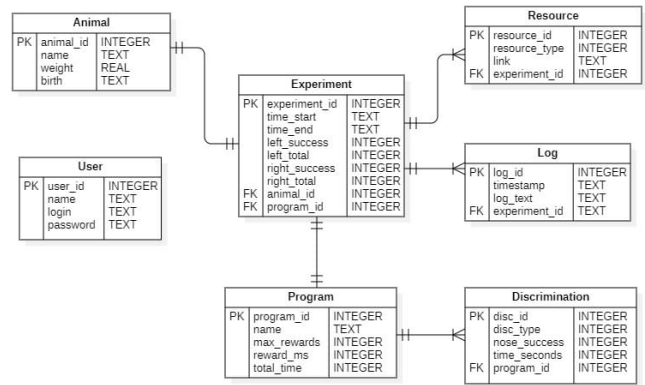 Animal
PK animal_id INTEGER
name TEXT
weight REAL
birth TEXT
Resource
PK resource_id INTEGER
resource_type INTEGER
link TEXT
FK experiment_id INTEGER
Experiment
PK experiment_id INTEGER
time_start TEXT
time_end TEXT
left_success INTEGER
left_total INTEGER
right_success INTEGER
right_total INTEGER
FK animal_id INTEGER
FK program_id INTEGER
User
PK user_id INTEGER
name TEXT
login TEXT
password TEXT
Log
PK log_id INTEGER
timestamp TEXT
log_text TEXT
FK experiment_id TEXT
Program
PK program_id INTEGER
name TEXT
max_rewards INTEGER
reward_ms INTEGER
total_time INTEGER
Discrimination
PK disc_id INTEGER
disc_type INTEGER
nose_success INTEGER
time_seconds INTEGER
FK program_id INTEGER